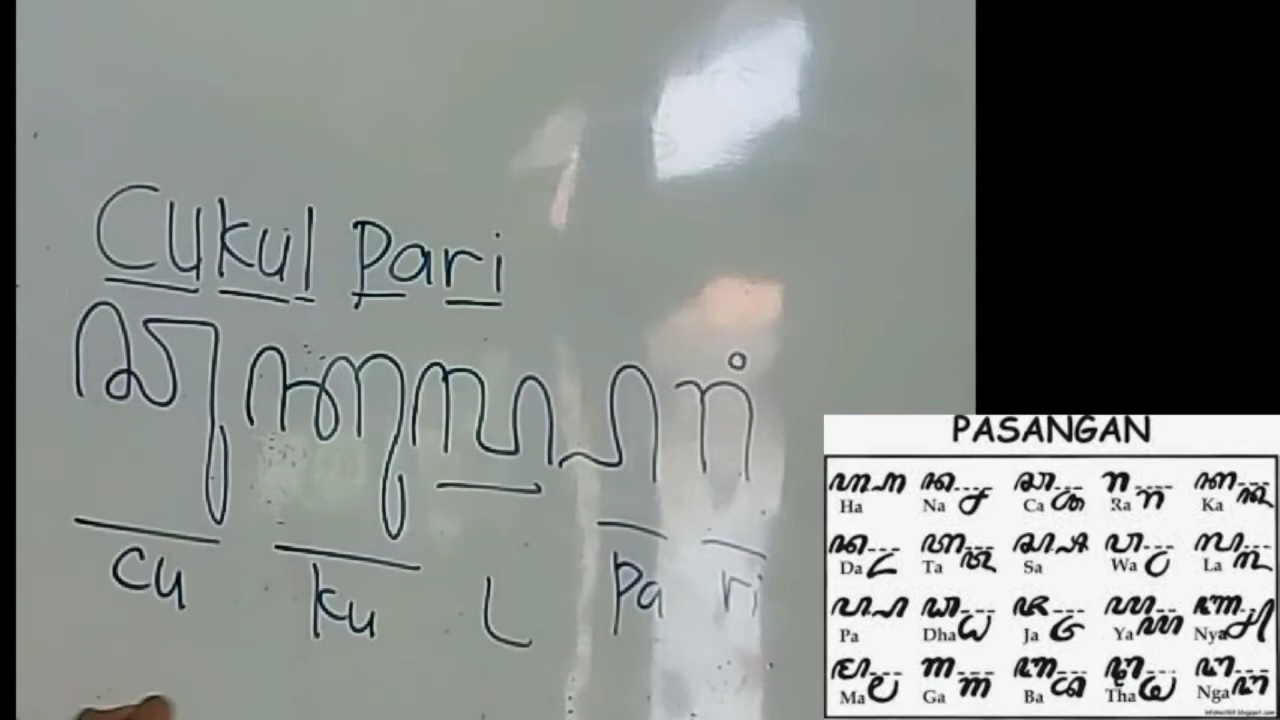 Cukul pari
ꦕꦸꦏꦸꦭ꧀ꦥꦫꦶ
cu ku l pa ri
PASANGAN
Ha Na Ca Ra Ka
Da Ta Sa Wa La
Pa Dha Ja Ya Nya
Ma Ga Ba Tha Nga